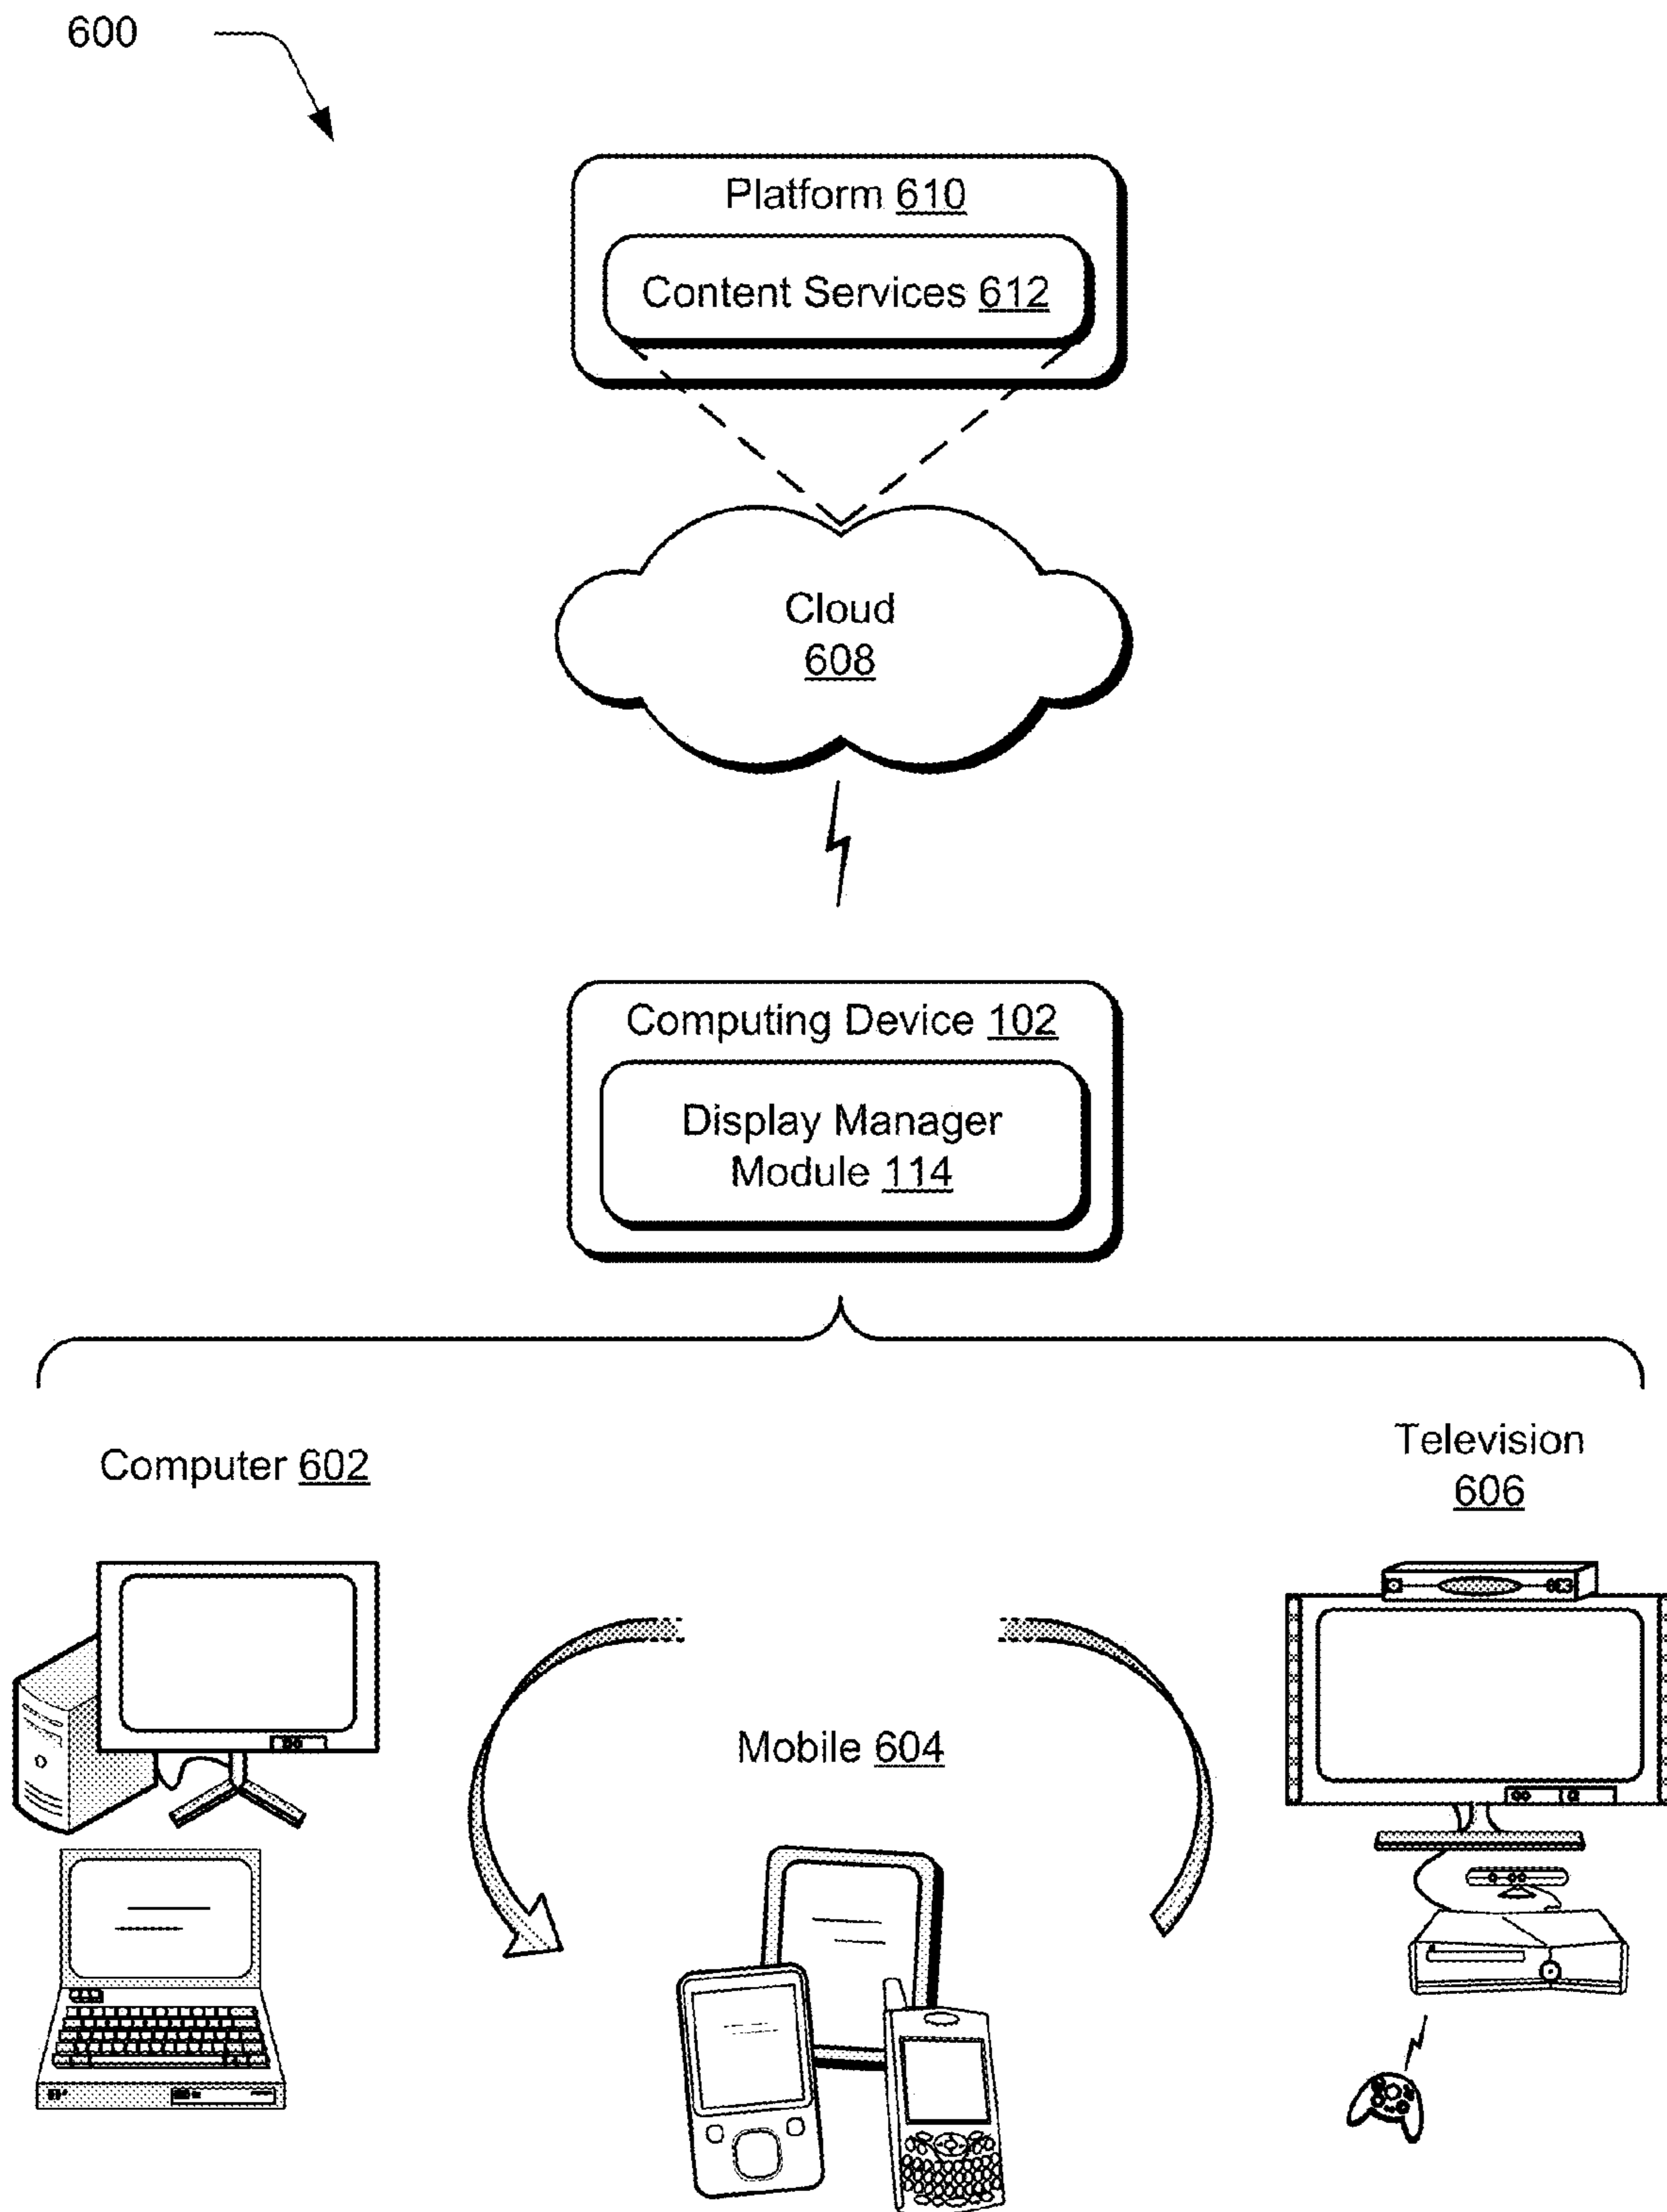 600
Platform 610
Content Services 612
Cloud
608
Computing Device 102
Display Manager
Module 114
Computer 602
Television
606
Mobile 604